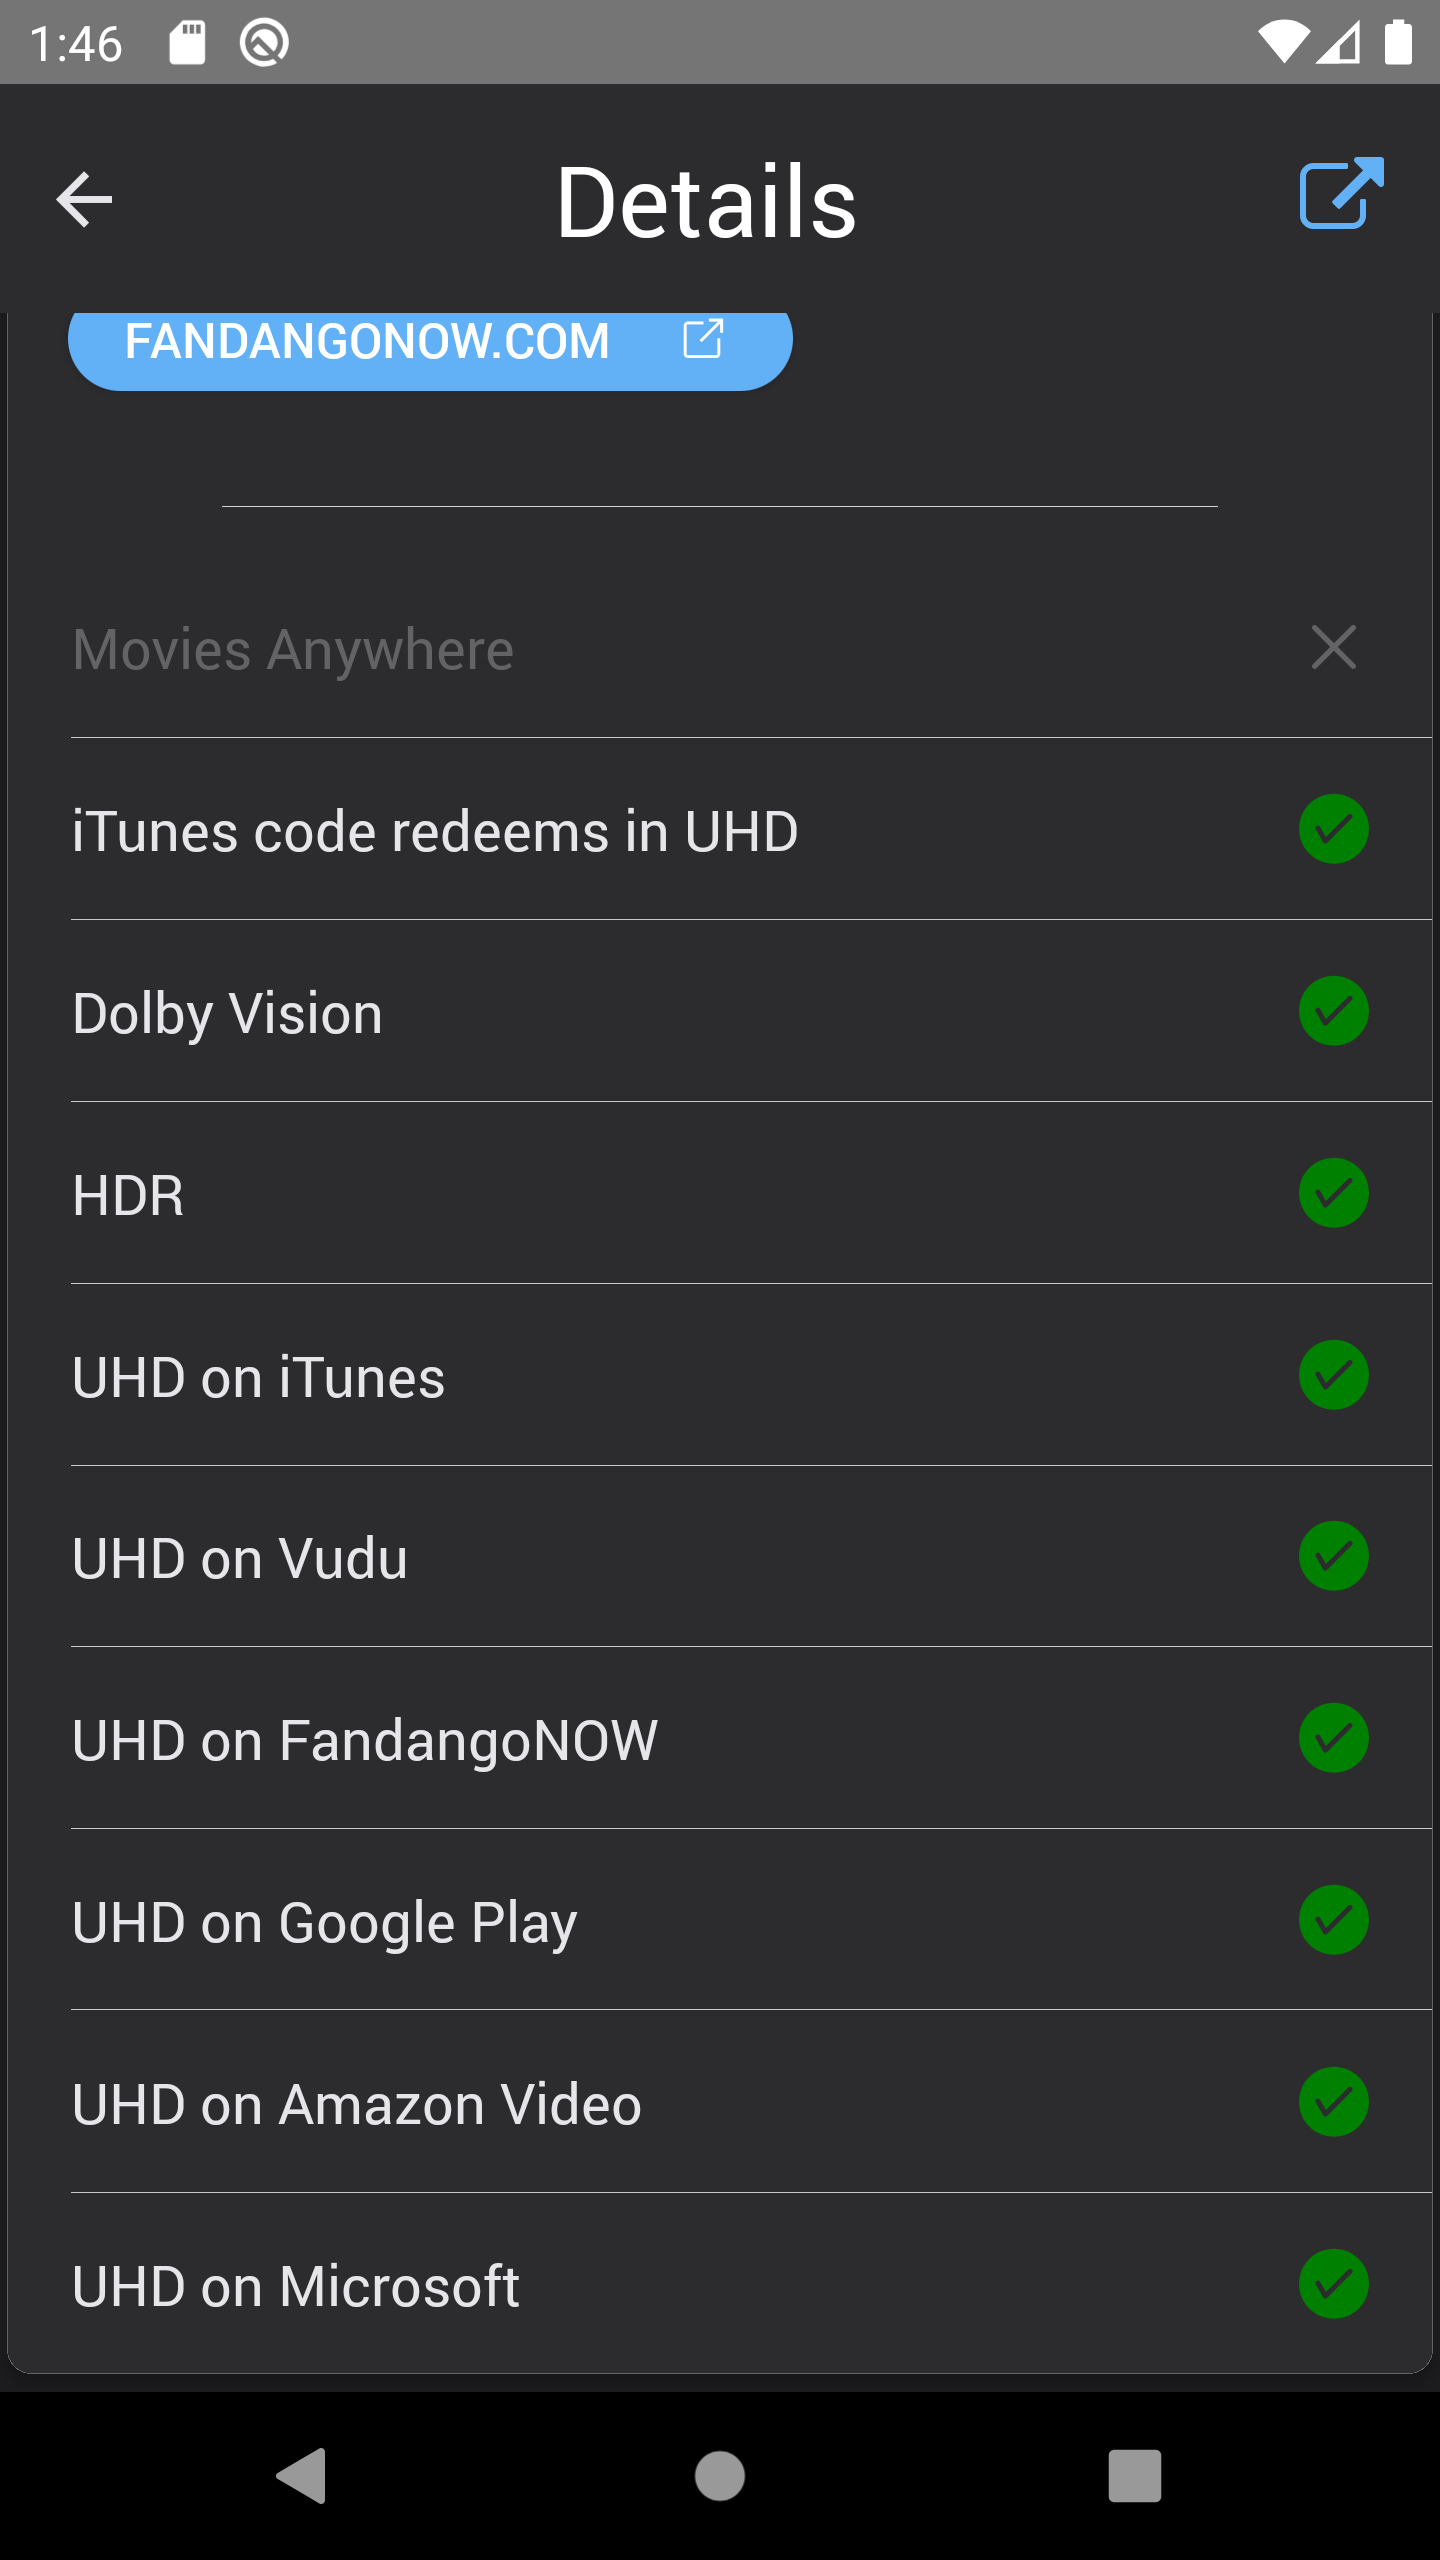 1:46
Details
FANDANGONOW.COM
Movies Anywhere
iTunes code redeems in UHD
Dolby Vision
HDR
UHD on iTunes
UHD on Vudu
UHD on FandangoNOW
UHD on Google Play
UHD on Amazon Video
UHD on Microsoft